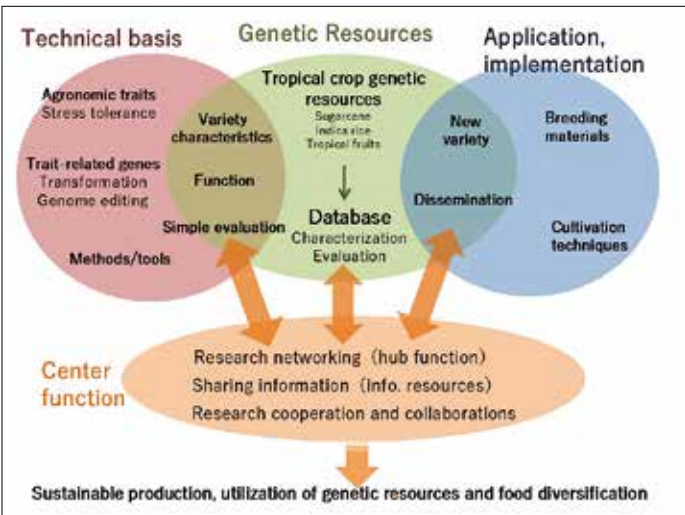 Technical basis
Genetic Resources
Application,
implementation
Agronomic traits
Stress tolerance
Trait-related genes
Transformation
Genome editing
Methods/tools
Variety
characteristics
Function
Simple evaluation
Tropical crop genetic
resources
Sugarcane
Indica rice
Tropical fruits
Database
Characterization
Evaluation
New
variety
Dissemination
Breeding
materials
Cultivation
techniques
Center
function
Research networking (hub function)
Sharing information (info. resources)
Research cooperation and collaborations
Sustainable production, utilization of genetic resources and food diversification